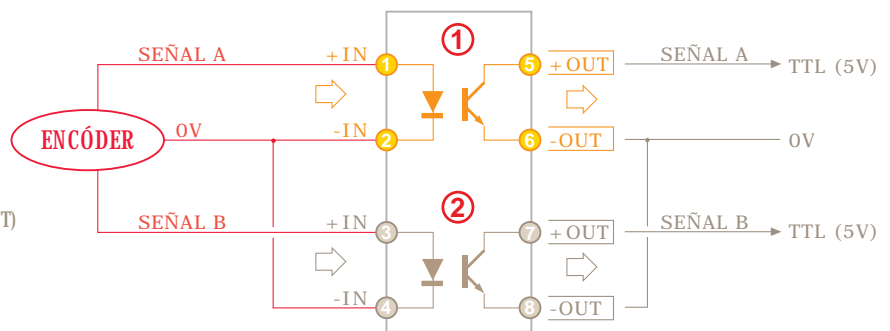 1
SEÑAL A +IN 1 5 +OUT SEÑAL A TTL (5V)
ENCÓDER 0V -IN 2 6 -OUT 0V
2
T) SEÑAL B +IN 3 7 +OUT SEÑAL B TTL (5V)
-IN 4 8 -OUT